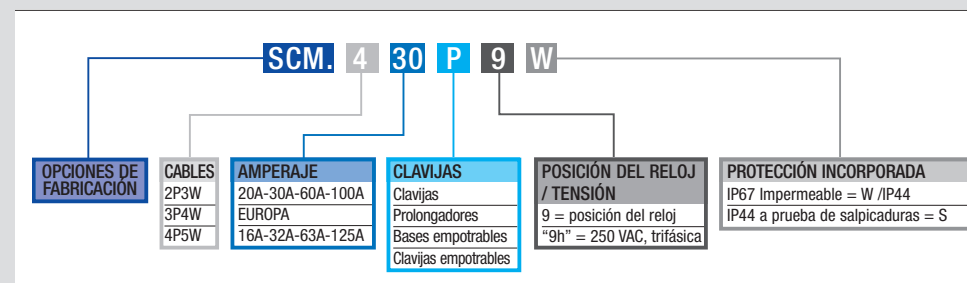 SCM. 4 30 P 9 W
OPCIONES DE
FABRICACIÓN
CABLES
2P3W
3P4W
4P5W
AMPERAJE
20A-30A-60A-100A
EUROPA
16A-32A-63A-125A
CLAVIJAS
Clavijas
Prolongadores
Bases empotrables
Clavijas empotrables
POSICIÓN DEL RELOJ
/ TENSIÓN
9 = posición del reloj
“9h” = 250 VAC, trifásica
PROTECCIÓN INCORPORADA
IP67 Impermeable = W /IP44
IP44 a prueba de salpicaduras = S